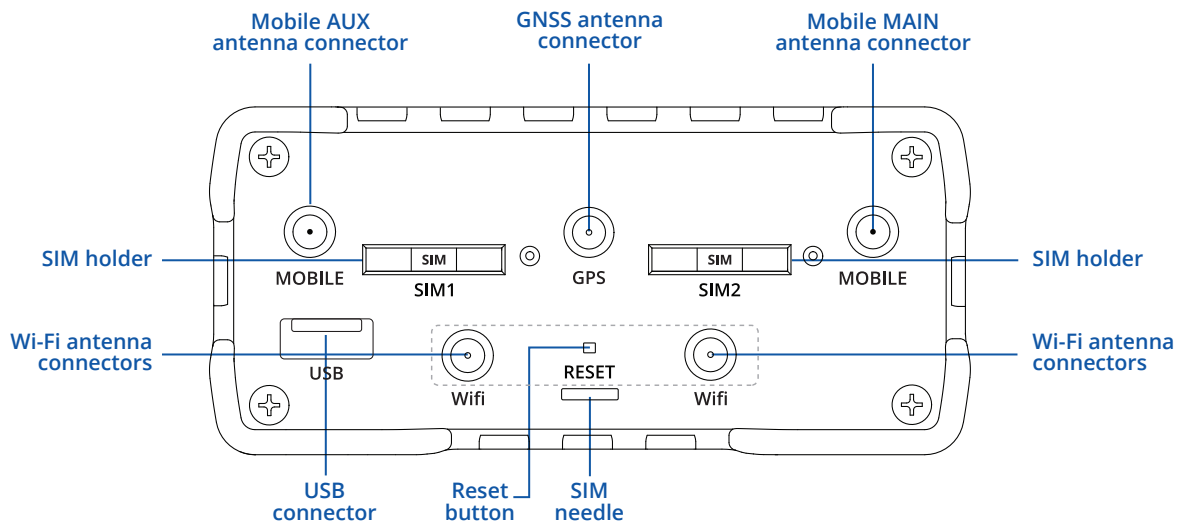 Mobile AUX
antenna connector
GNSS antenna
connector
Mobile MAIN
antenna connector
SIM holder
MOBILE
SIM
SIM1
GPS
SIM
SIM2
MOBILE
SIM holder
Wi-Fi antenna
connectors
USB
Wifi
RESET
Wifi
Wi-Fi antenna
connectors
USB
connector
Reset
button
SIM
needle